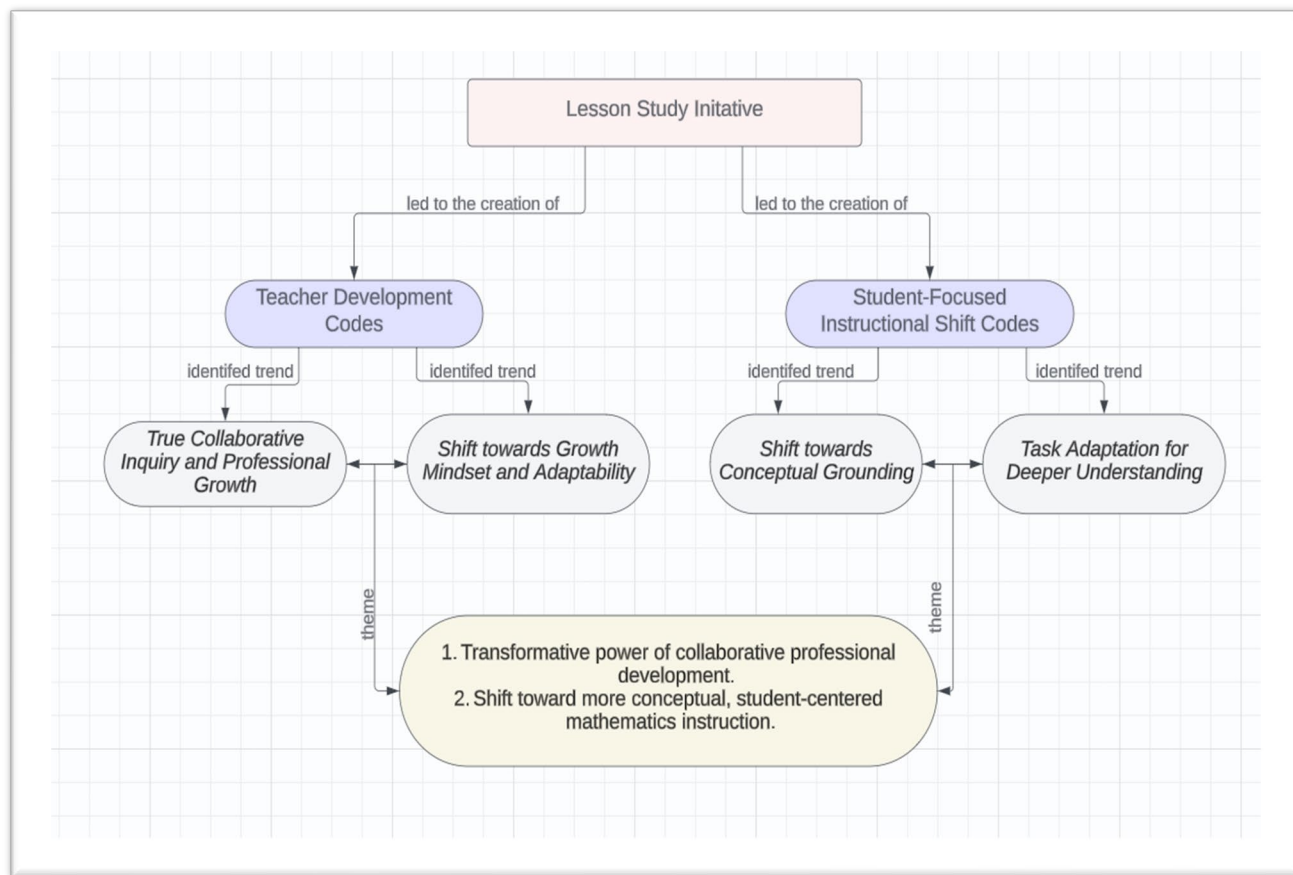 Lesson Study Initative
led to the creation of
led to the creation of
Teacher Development
Codes
Student-Focused
Instructional Shift Codes
identifed trend
identifed trend
identifed trend
identifed trend
True Collaborative
Inquiry and Professional
Growth
Shift towards Growth
Mindset and Adaptability
Shift towards
Conceptual Grounding
Task Adaptation for
Deeper Understanding
theme
theme
1. Transformative power of collaborative professional
development.
2. Shift toward more conceptual, student-centered
mathematics instruction.